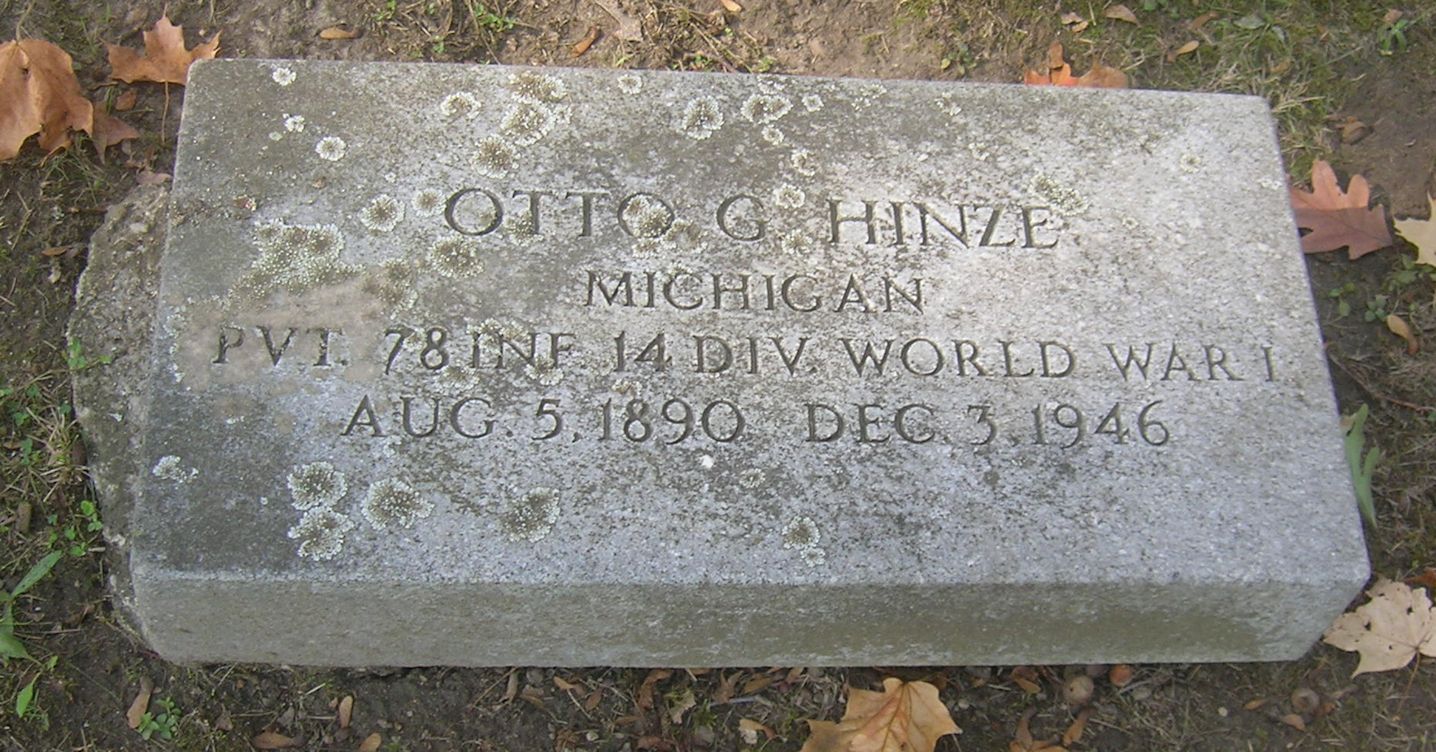 OTTO G HINZE
MICHIGAN
PVT. 78 INF. 14 DIV. WORLD WAR I
AUG. 5, 1890 DEC. 3, 1946